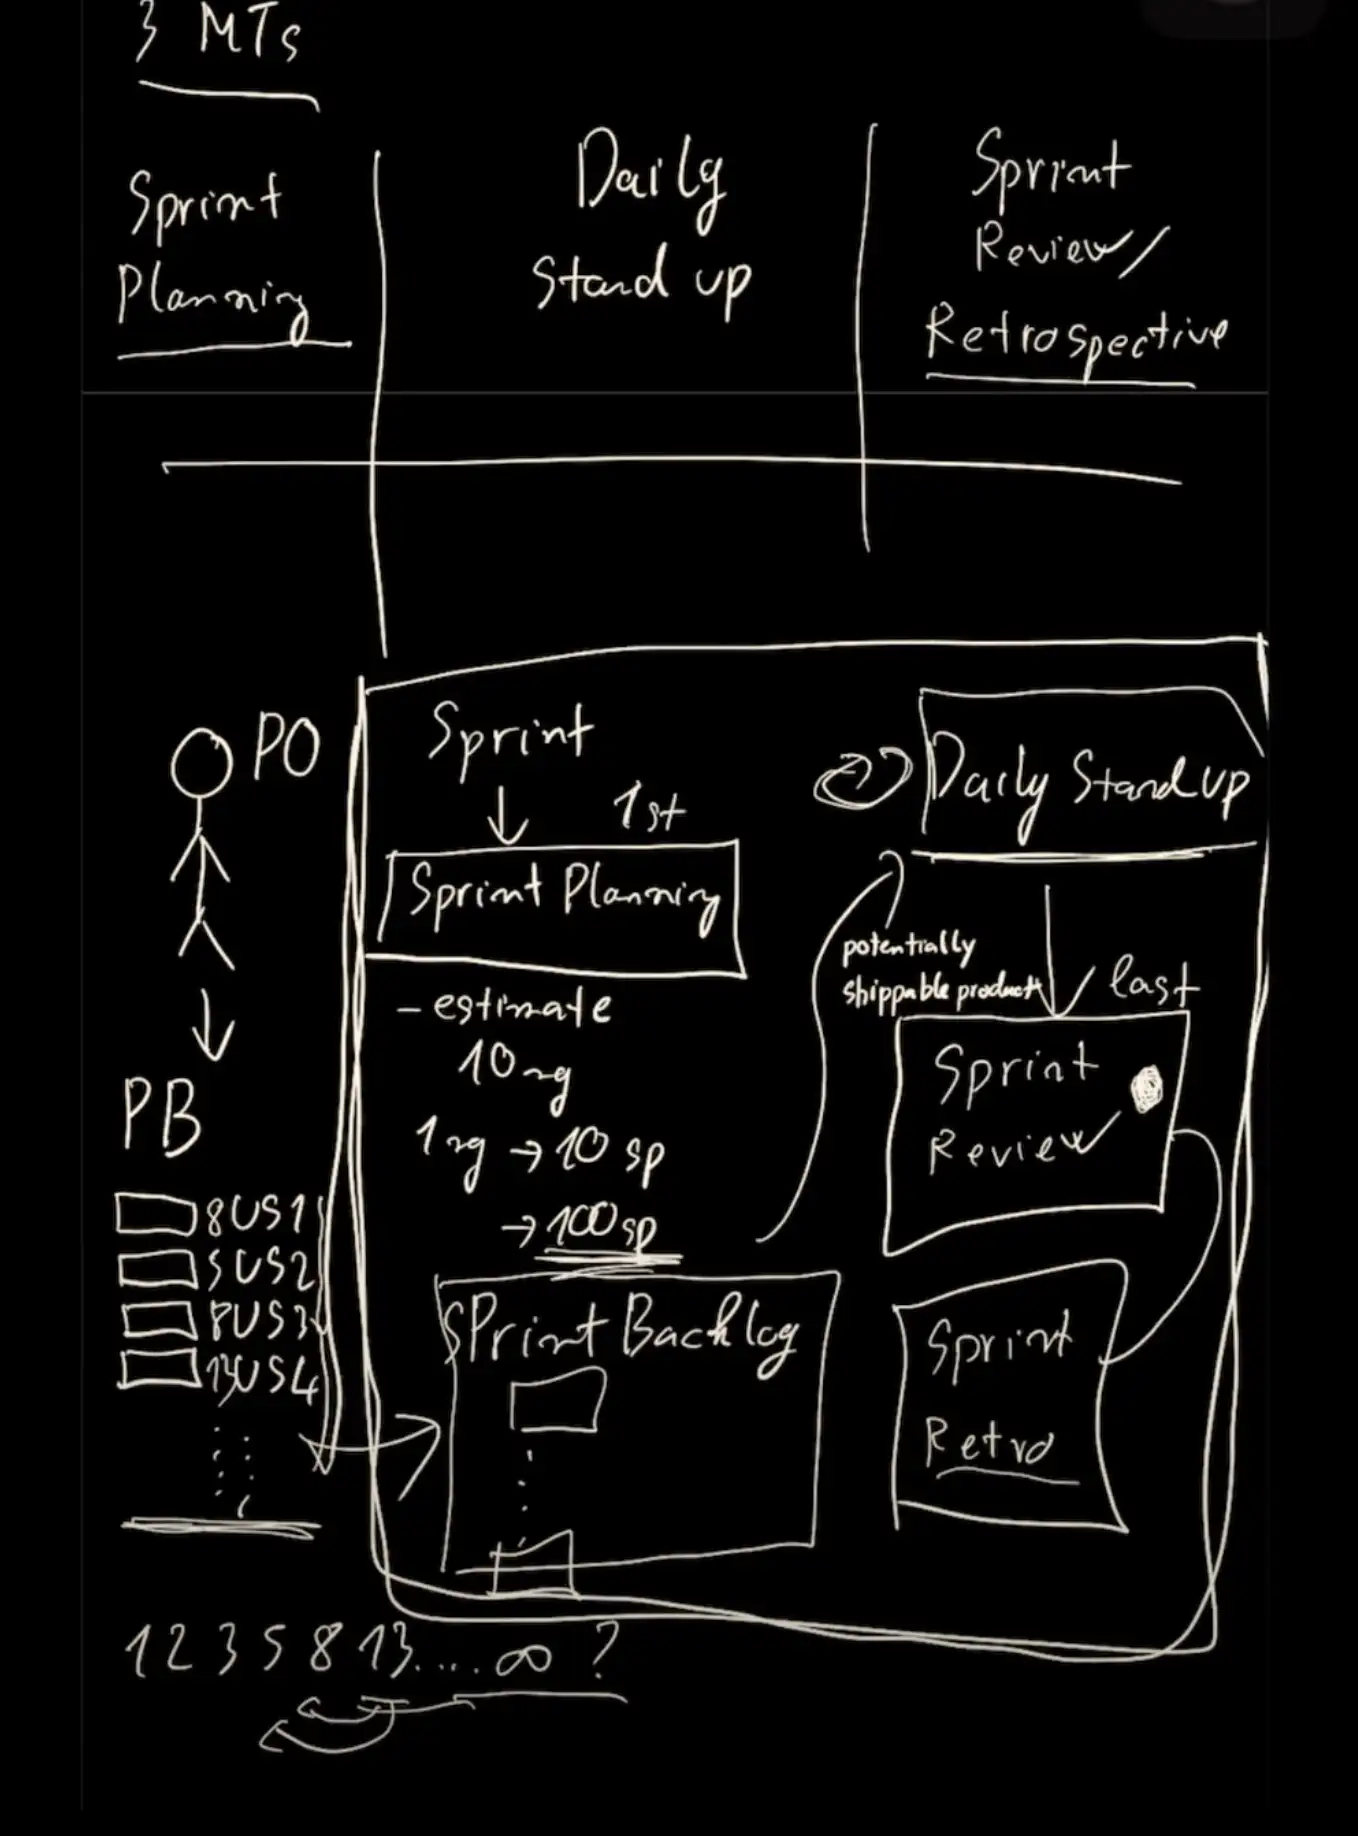 3 MTs
Sprint
Planning
Daily
Stand up
Sprint
Review/
Retrospective
PO
PB
8 US1
5 US2
8 US3
13 US4
Sprint
1st
Sprint Planning
- estimate
10 ng
1 ng → 10 sp
→ 100 sp
SPrint Backlog
Daily Stand up
potentially
shippable product
last
Sprint
Review
Sprint
Retro
1 2 3 5 8 13.... ∞ ?